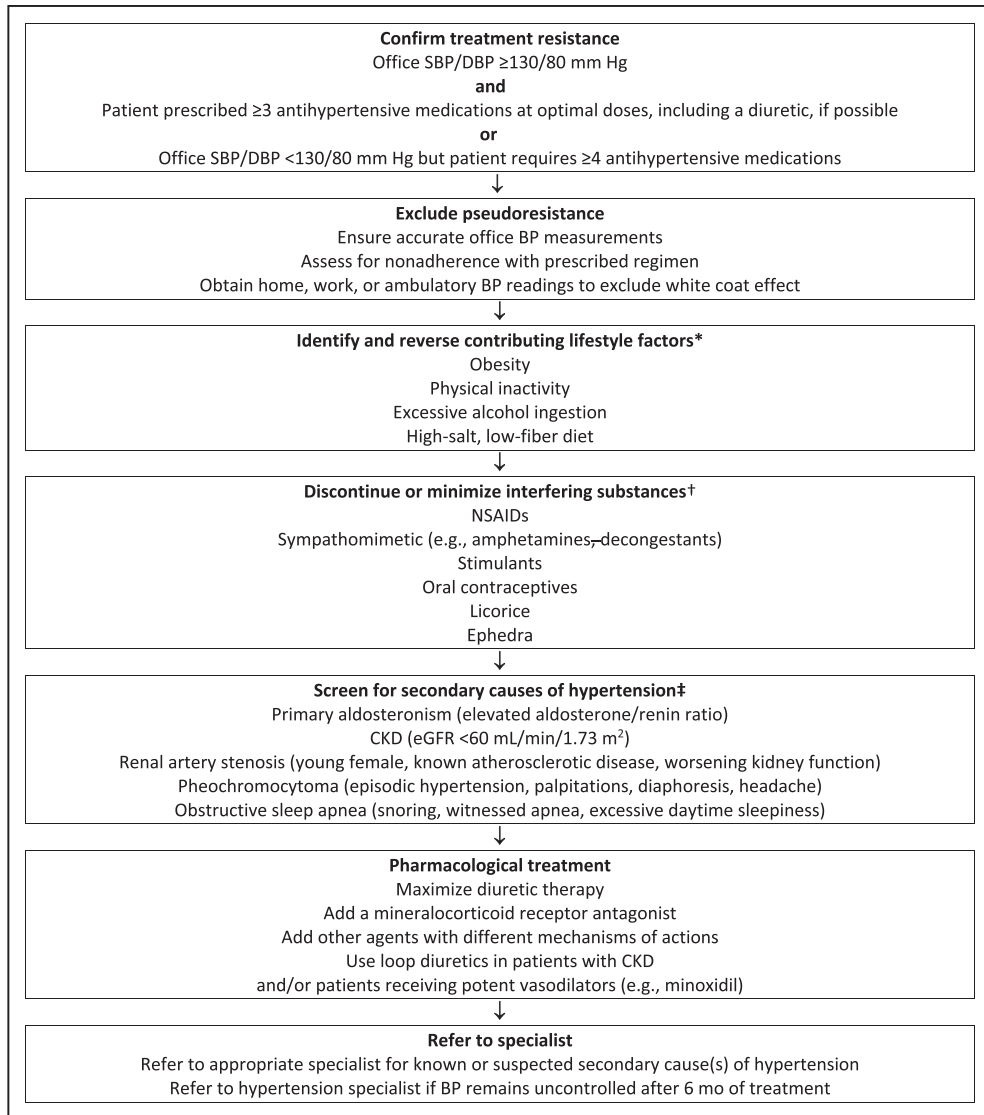 Confirm treatment resistance
Office SBP/DBP ≥130/80 mm Hg
and
Patient prescribed ≥3 antihypertensive medications at optimal doses, including a diuretic, if possible
or
Office SBP/DBP <130/80 mm Hg but patient requires ≥4 antihypertensive medications
↓
Exclude pseudoresistance
Ensure accurate office BP measurements
Assess for nonadherence with prescribed regimen
Obtain home, work, or ambulatory BP readings to exclude white coat effect
↓
Identify and reverse contributing lifestyle factors*
Obesity
Physical inactivity
Excessive alcohol ingestion
High-salt, low-fiber diet
↓
Discontinue or minimize interfering substances†
NSAIDs
Sympathomimetic (e.g., amphetamines, decongestants)
Stimulants
Oral contraceptives
Licorice
Ephedra
↓
Screen for secondary causes of hypertension‡
Primary aldosteronism (elevated aldosterone/renin ratio)
CKD (eGFR <60 mL/min/1.73 m²)
Renal artery stenosis (young female, known atherosclerotic disease, worsening kidney function)
Pheochromocytoma (episodic hypertension, palpitations, diaphoresis, headache)
Obstructive sleep apnea (snoring, witnessed apnea, excessive daytime sleepiness)
↓
Pharmacological treatment
Maximize diuretic therapy
Add a mineralocorticoid receptor antagonist
Add other agents with different mechanisms of actions
Use loop diuretics in patients with CKD
and/or patients receiving potent vasodilators (e.g., minoxidil)
↓
Refer to specialist
Refer to appropriate specialist for known or suspected secondary cause(s) of hypertension
Refer to hypertension specialist if BP remains uncontrolled after 6 mo of treatment